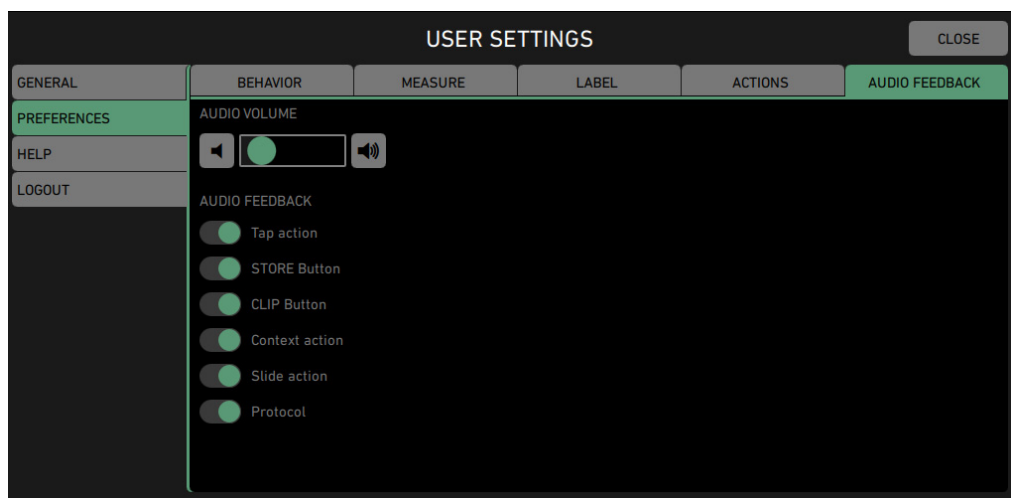 USER SETTINGS
CLOSE
GENERAL
PREFERENCES
HELP
LOGOUT
BEHAVIOR
MEASURE
LABEL
ACTIONS
AUDIO FEEDBACK
AUDIO VOLUME
AUDIO FEEDBACK
Tap action
STORE Button
CLIP Button
Context action
Slide action
Protocol